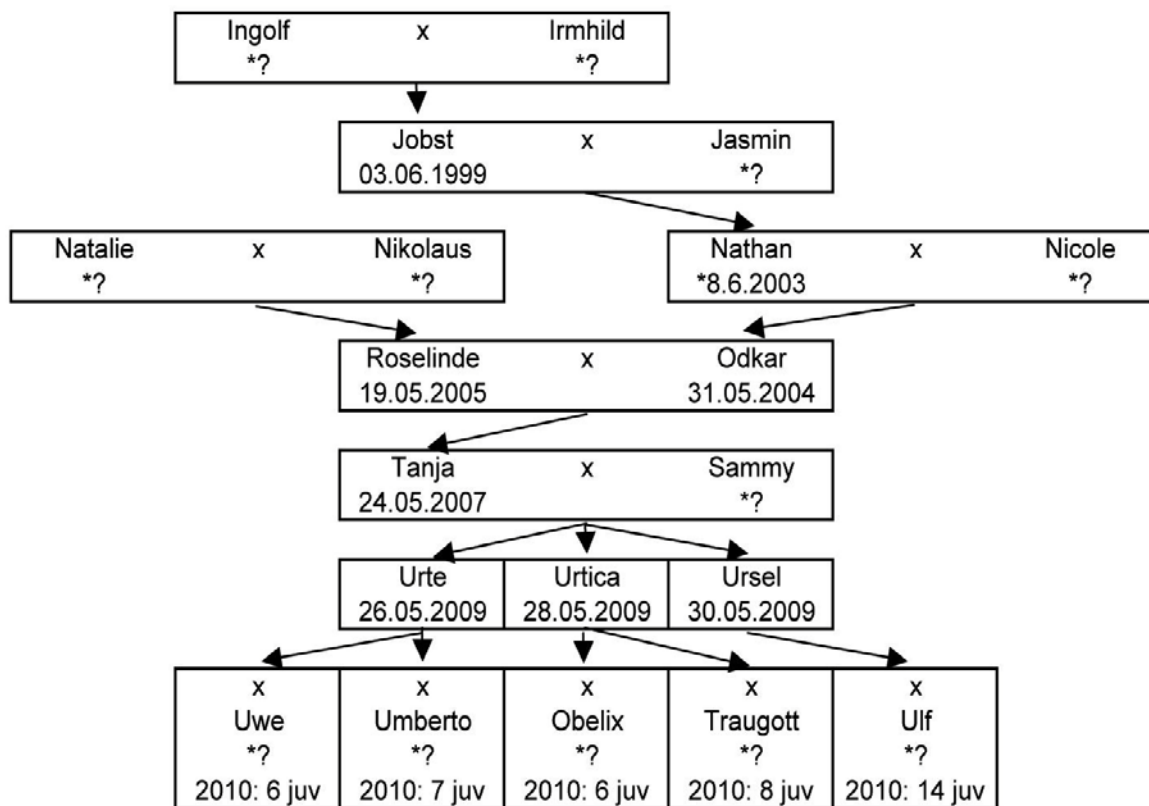 Ingolf x Irmhild
*? *?
Jobst x Jasmin
03.06.1999 *?
Natalie x Nikolaus
*? *?
Nathan x Nicole
*8.6.2003 *?
Roselinde x Odkar
19.05.2005 31.05.2004
Tanja x Sammy
24.05.2007 *?
Urte Urtica Ursel
26.05.2009 28.05.2009 30.05.2009
x x x x x
Uwe Umberto Obelix Traugott Ulf
*? *? *? *? *?
2010: 6 juv 2010: 7 juv 2010: 6 juv 2010: 8 juv 2010: 14 juv